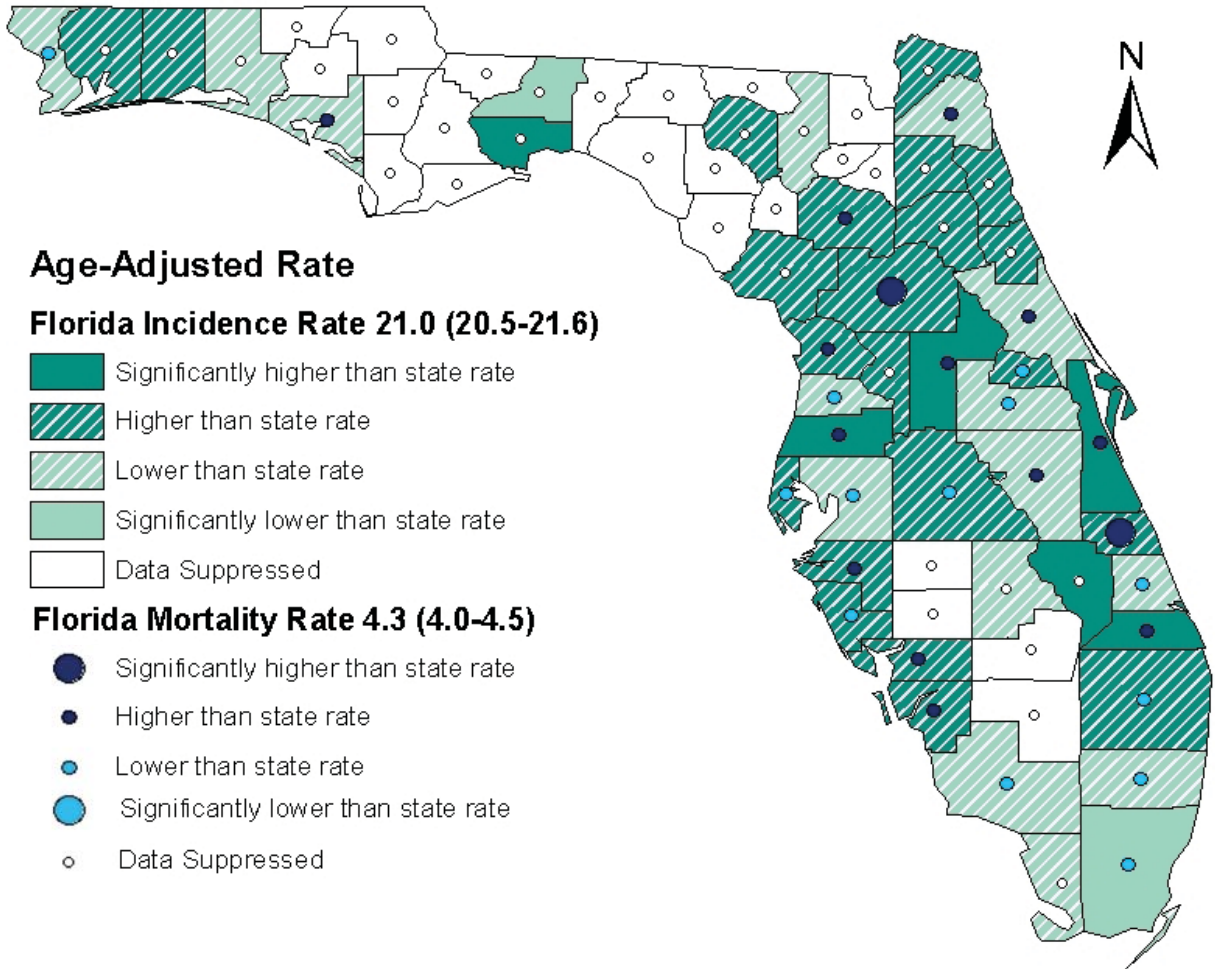 N
Age-Adjusted Rate
Florida Incidence Rate 21.0 (20.5-21.6)
Significantly higher than state rate
Higher than state rate
Lower than state rate
Significantly lower than state rate
Data Suppressed
Florida Mortality Rate 4.3 (4.0-4.5)
Significantly higher than state rate
Higher than state rate
Lower than state rate
Significantly lower than state rate
Data Suppressed